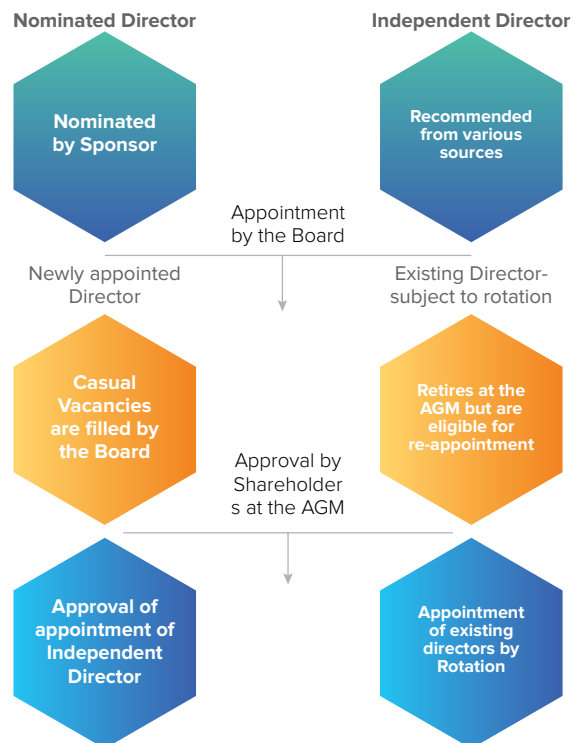 Nominated Director
Independent Director
Nominated
by Sponsor
Recommended
from various
sources
Appointment
by the Board
Newly appointed
Director
Existing Director-
subject to rotation
Casual
Vacancies
are filled by
the Board
Retires at the
AGM but are
eligible for
re-appointment
Approval by
Shareholder
s at the AGM
Approval of
appointment of
Independent
Director
Appointment
of existing
directors by
Rotation